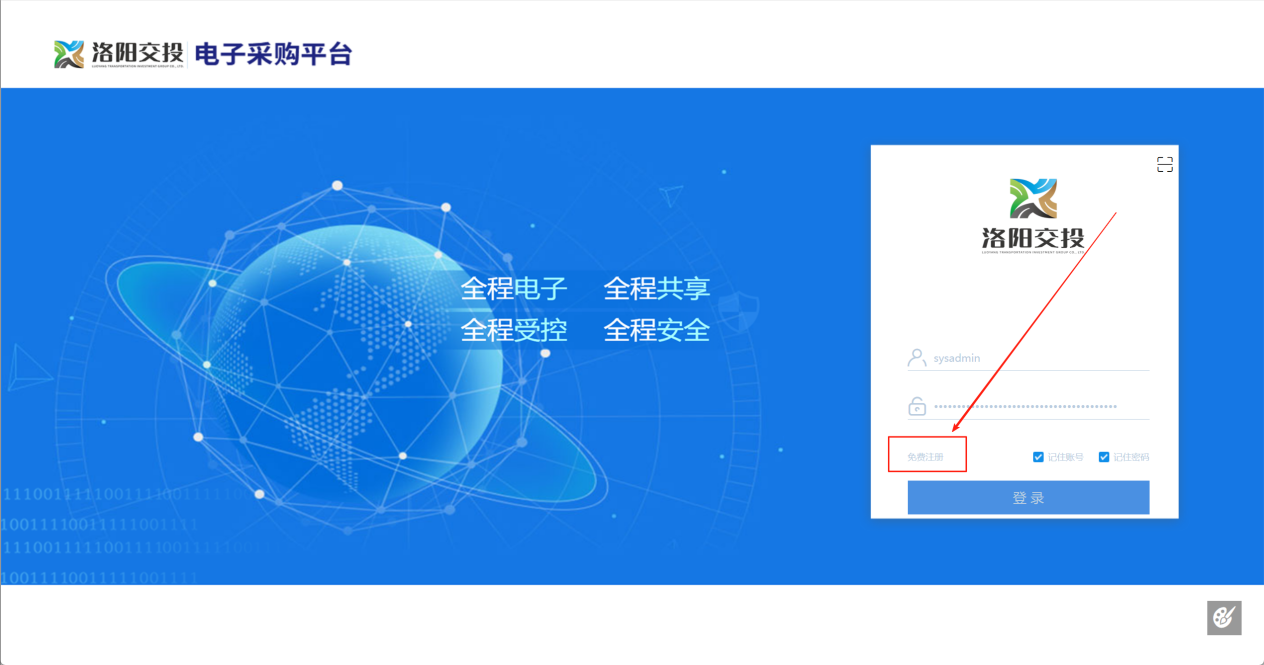 洛阳交投 电子采购平台
全程电子 全程共享
全程受控 全程安全
洛阳交投
sysadmin
免费注册 记住账号 记住密码
登录